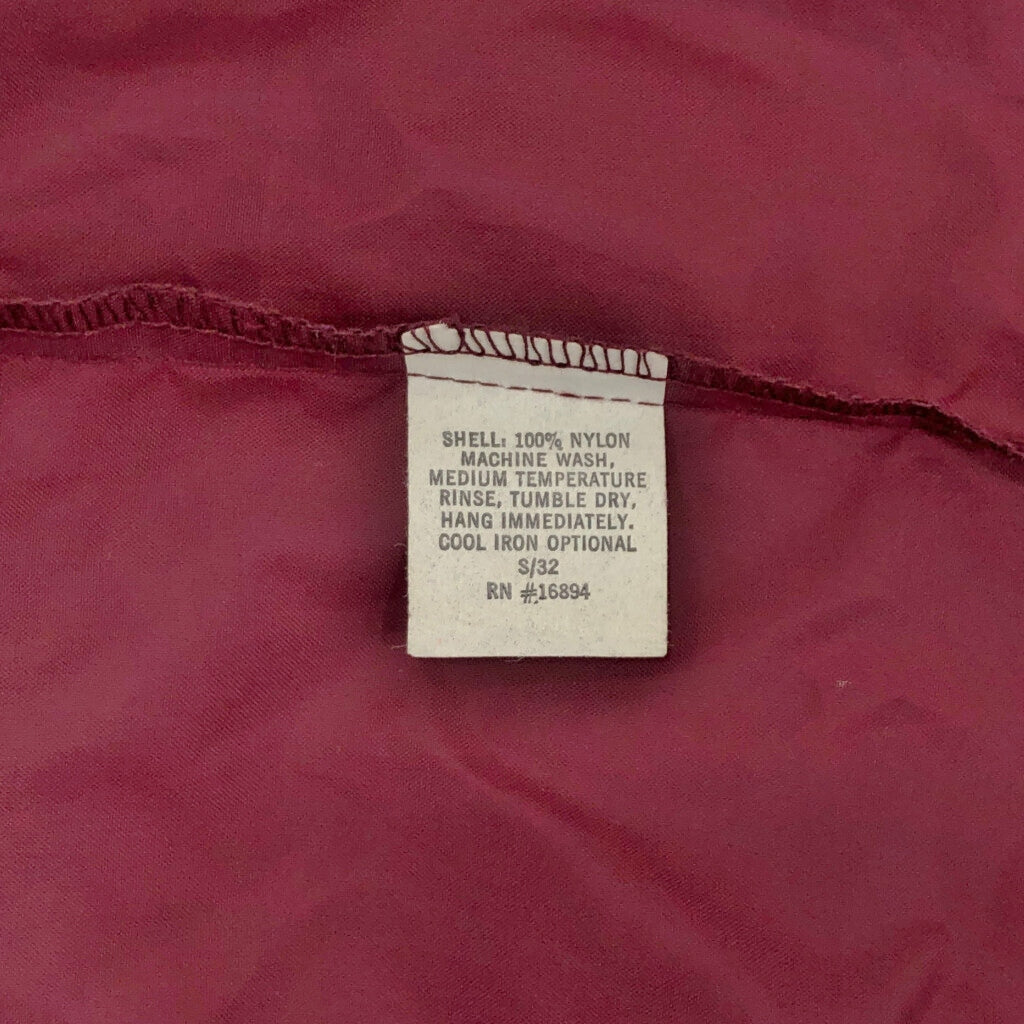 SHELL: 100% NYLON
MACHINE WASH,
MEDIUM TEMPERATURE
RINSE, TUMBLE DRY,
HANG IMMEDIATELY.
COOL IRON OPTIONAL
S/32
RN #16894